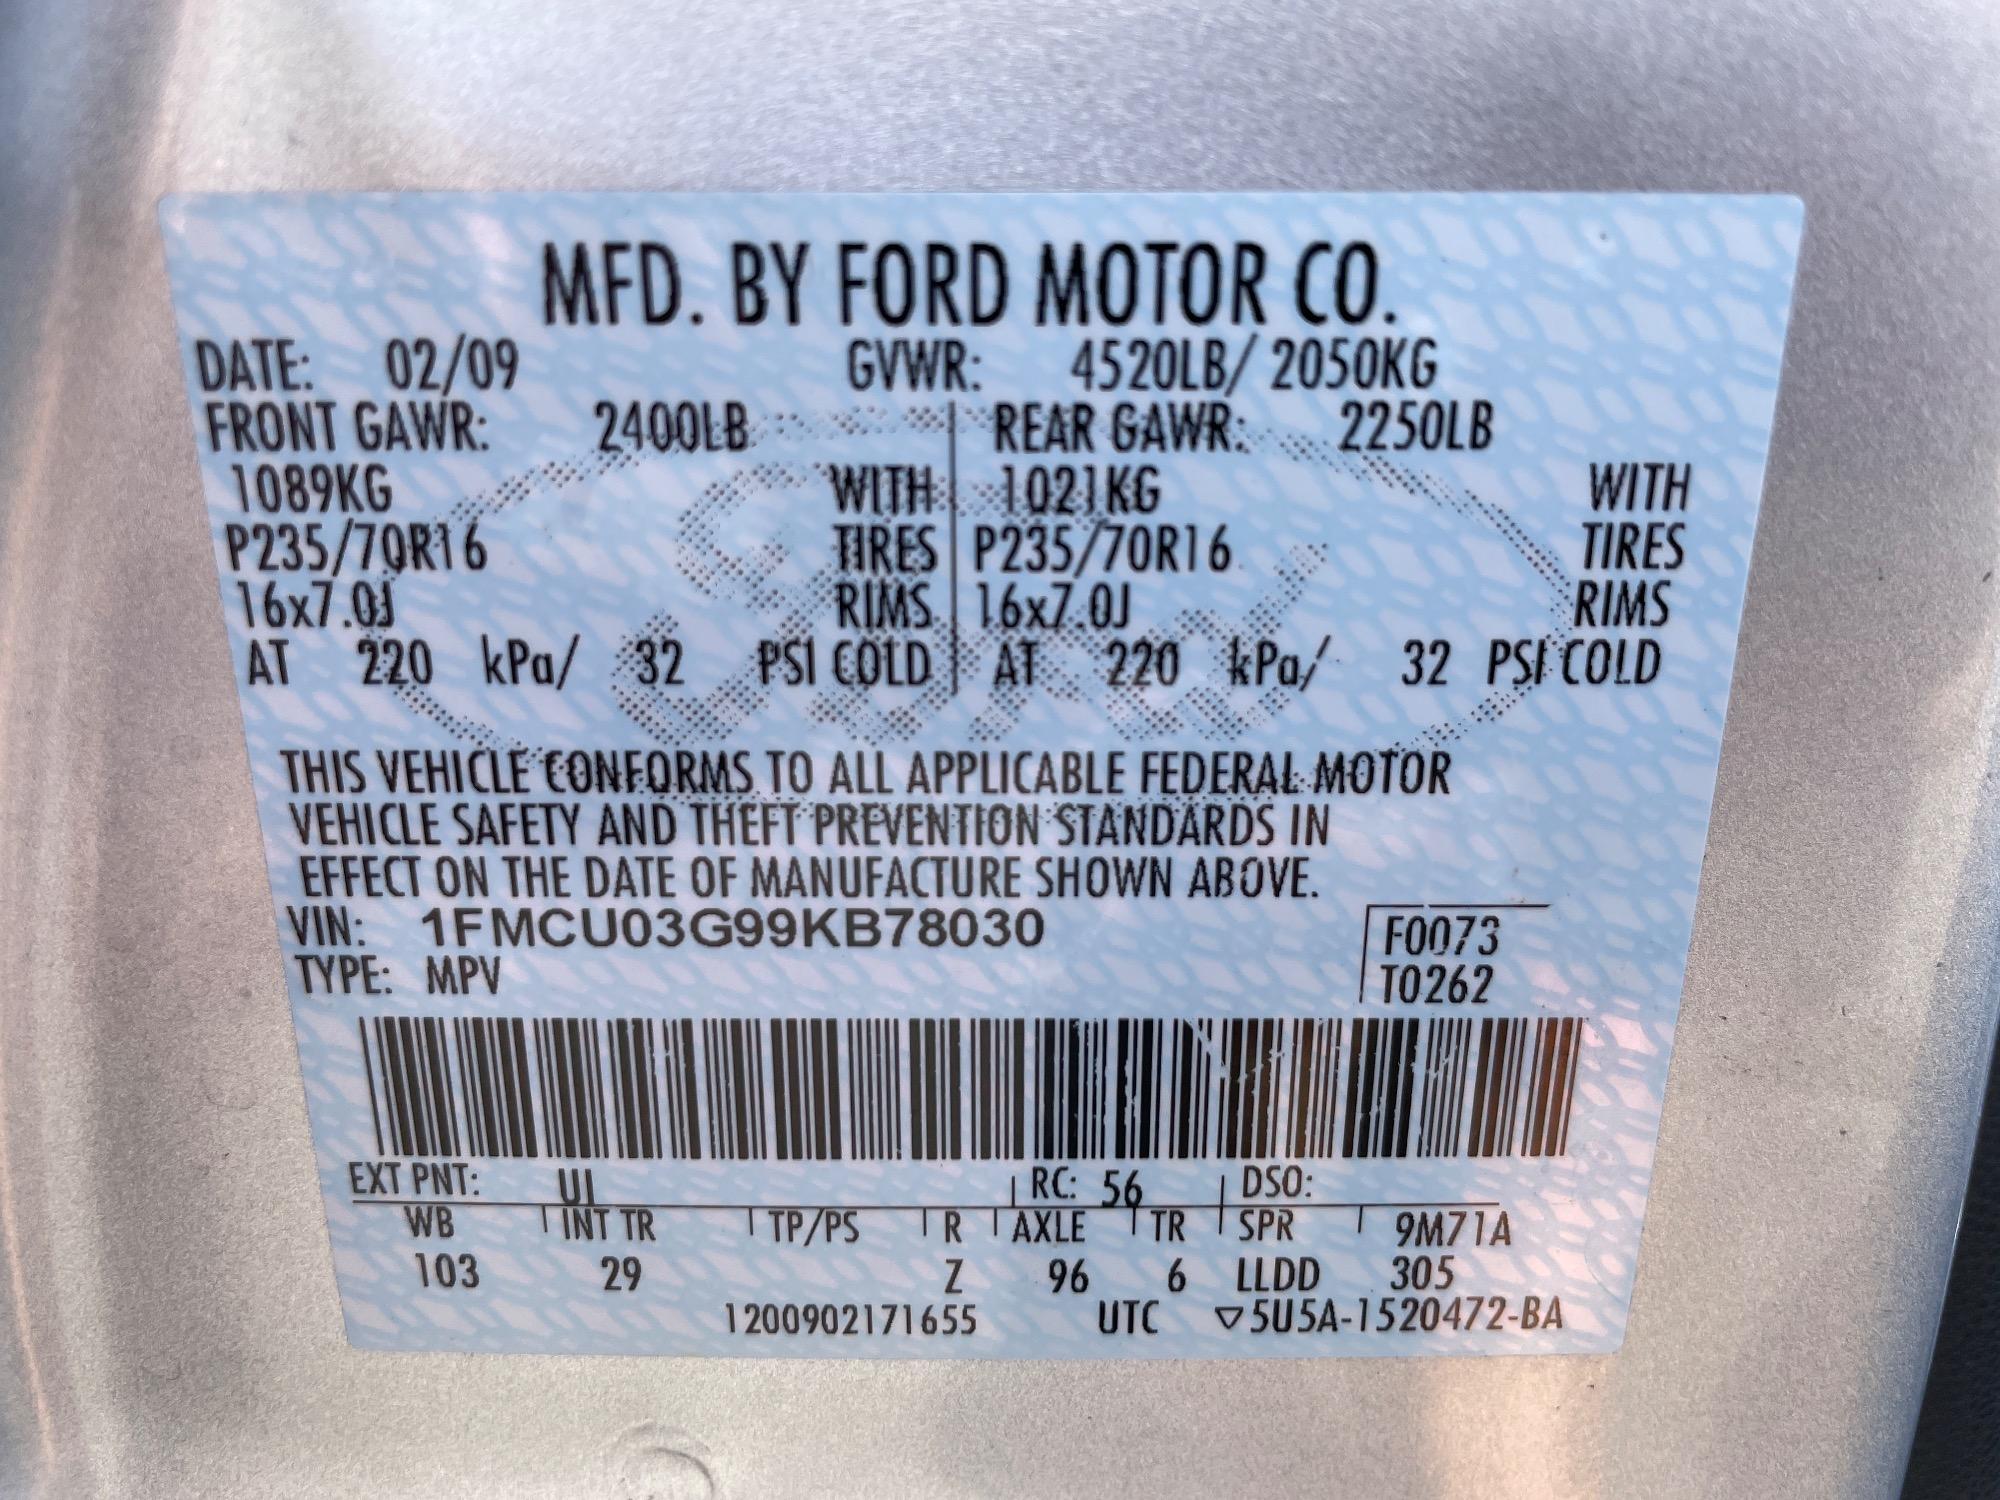 MFD. BY FORD MOTOR CO.
DATE: 02/09 GVWR: 4520LB/ 2050KG
FRONT GAWR: 2400LB REAR GAWR: 2250LB
1089KG WITH 1021KG WITH
P235/70R16 TIRES P235/70R16 TIRES
16x7.0J RIMS 16x7.0J RIMS
AT 220 kPa/ 32 PSI COLD AT 220 kPa/ 32 PSI COLD
Ford
THIS VEHICLE CONFORMS TO ALL APPLICABLE FEDERAL MOTOR
VEHICLE SAFETY AND THEFT PREVENTION STANDARDS IN
EFFECT ON THE DATE OF MANUFACTURE SHOWN ABOVE.
VIN: 1FMCU03G99KB78030 F0073
TYPE: MPV T0262
EXT PNT: UI RC: 56 DSO:
WB INT TR TP/PS R AXLE TR SPR 9M71A
103 29 Z 96 6 LLDD 305
1200902171655 UTC ▽5U5A-1520472-BA